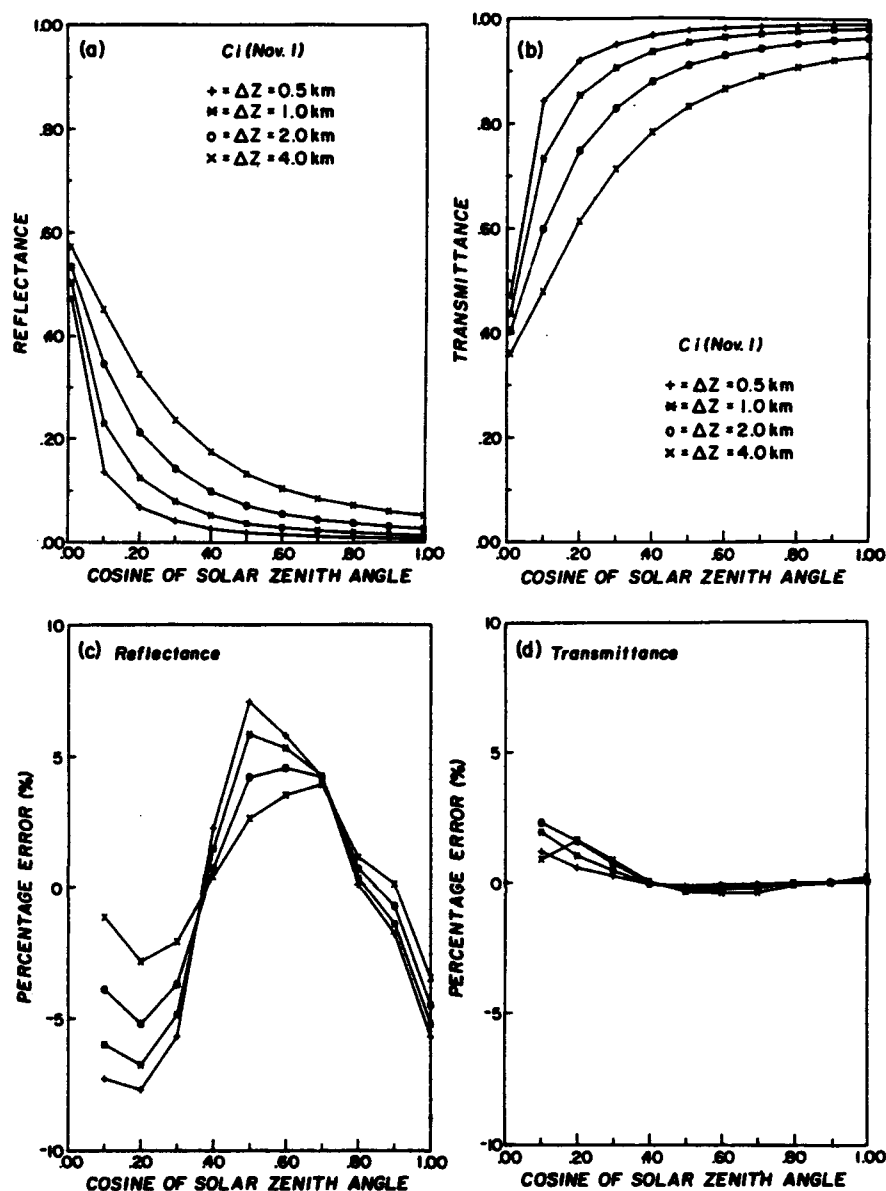 (a) Ci (Nov. 1)
+ = ΔZ = 0.5 km
ж = ΔZ = 1.0 km
o = ΔZ = 2.0 km
x = ΔZ = 4.0 km
1.00
.80
.60
.40
.20
.00
REFLECTANCE
.00 .20 .40 .60 .80 1.00
COSINE OF SOLAR ZENITH ANGLE
(b)
1.00
.80
.60
.40
.20
.00
TRANSMITTANCE
Ci (Nov. 1)
+ = ΔZ = 0.5 km
ж = ΔZ = 1.0 km
o = ΔZ = 2.0 km
x = ΔZ = 4.0 km
.00 .20 .40 .60 .80 1.00
COSINE OF SOLAR ZENITH ANGLE
(c) Reflectance
10
5
0
-5
-10
PERCENTAGE ERROR (%)
.00 .20 .40 .60 .80 1.00
COSINE OF SOLAR ZENITH ANGLE
(d) Transmittance
10
5
0
-5
-10
PERCENTAGE ERROR (%)
.00 .20 .40 .60 .80 1.00
COSINE OF SOLAR ZENITH ANGLE